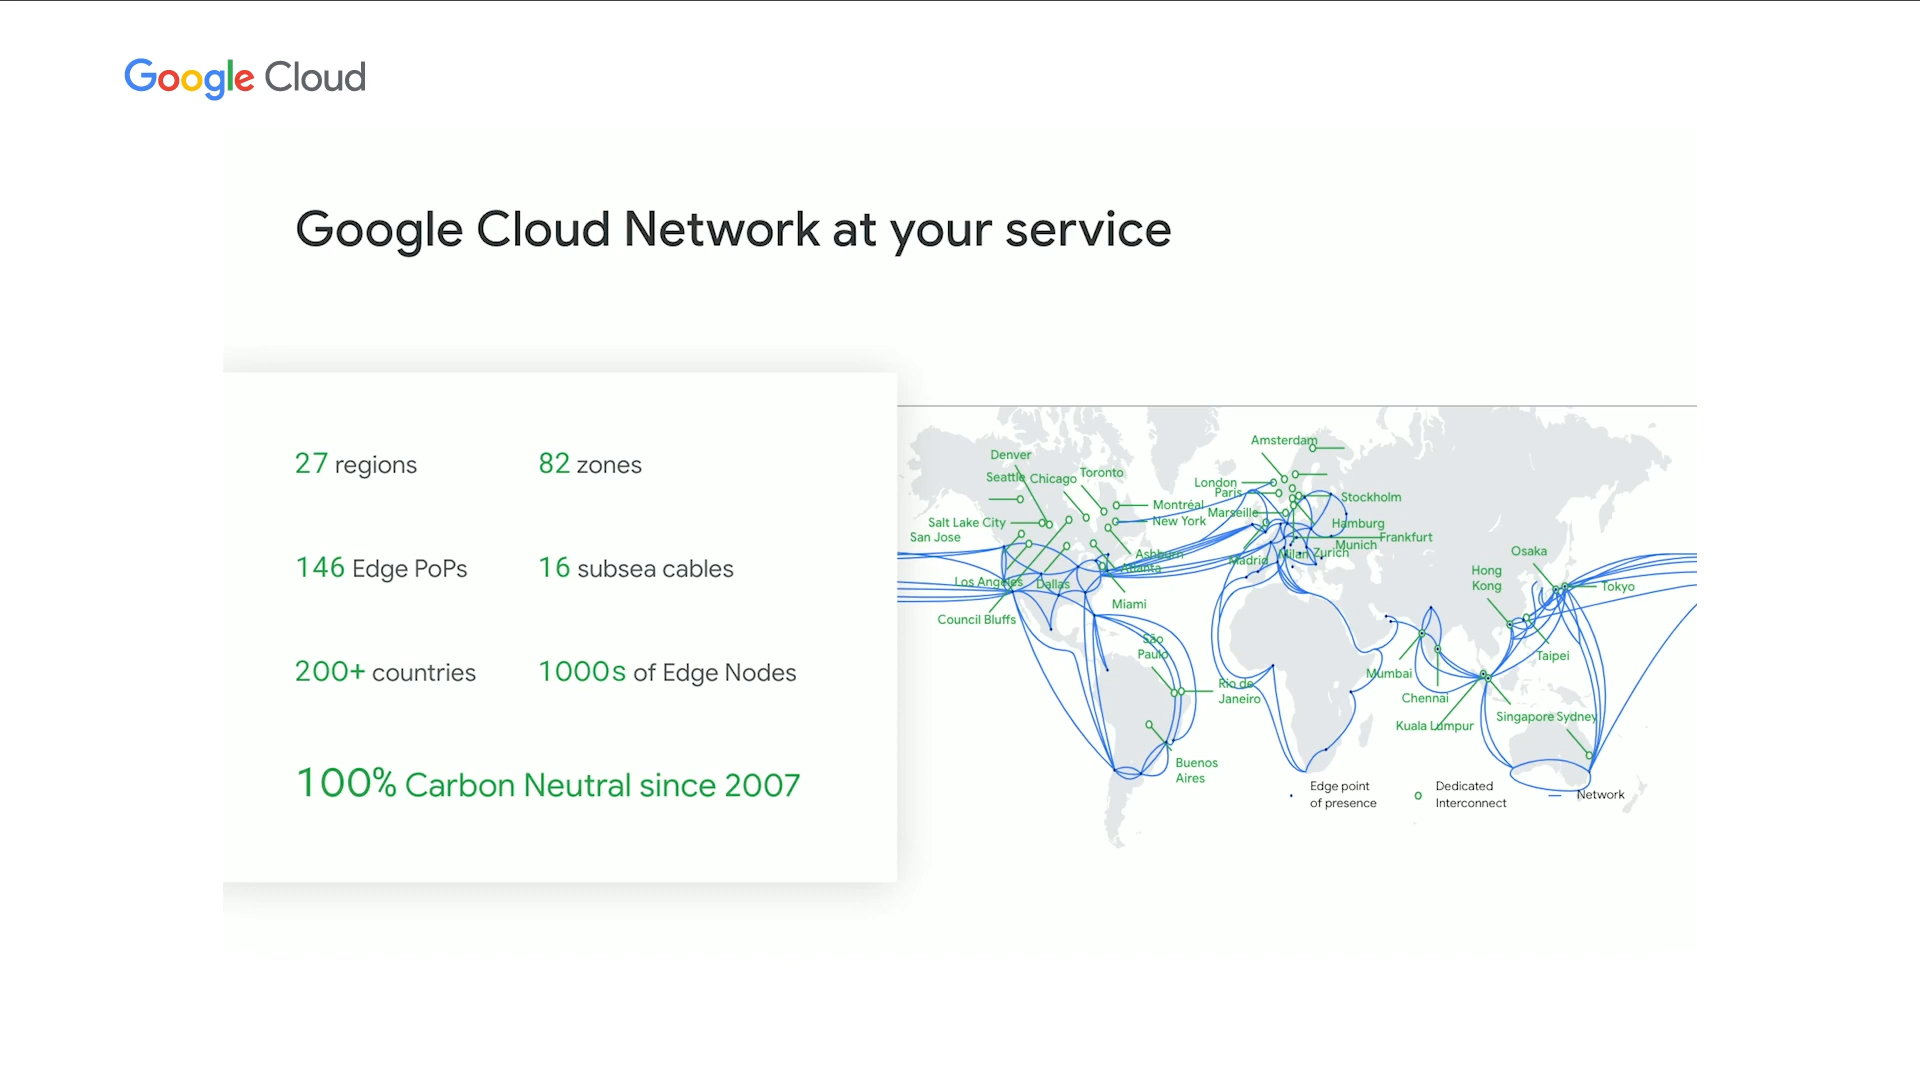 Google Cloud
Google Cloud Network at your service
27 regions
82 zones
146 Edge PoPs
16 subsea cables
200+ countries
1000s of Edge Nodes
100% Carbon Neutral since 2007
Amsterdam
Denver
Toronto
Seattle
Chicago
London
Paris
Stockholm
Montréal
Marseille
New York
Salt Lake City
Hamburg
San Jose
Frankfurt
Munich
Ashburn
Milan
Zurich
Osaka
Madrid
Atlanta
Hong
Kong
Los Angeles
Dallas
Tokyo
Miami
Council Bluffs
São
Paulo
Taipei
Mumbai
Rio de
Janeiro
Chennai
Singapore
Sydney
Kuala Lumpur
Buenos
Aires
Edge point
of presence
Dedicated
Interconnect
Network